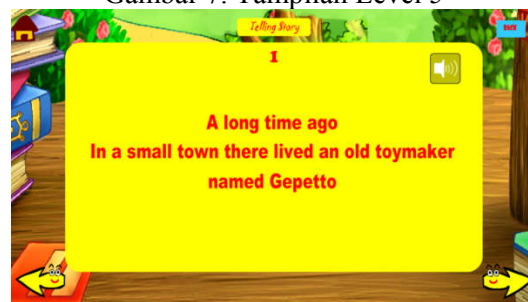 Gambar 7. Tampilan Level 3
Telling Story
1
A long time ago
In a small town there lived an old toymaker
named Gepetto